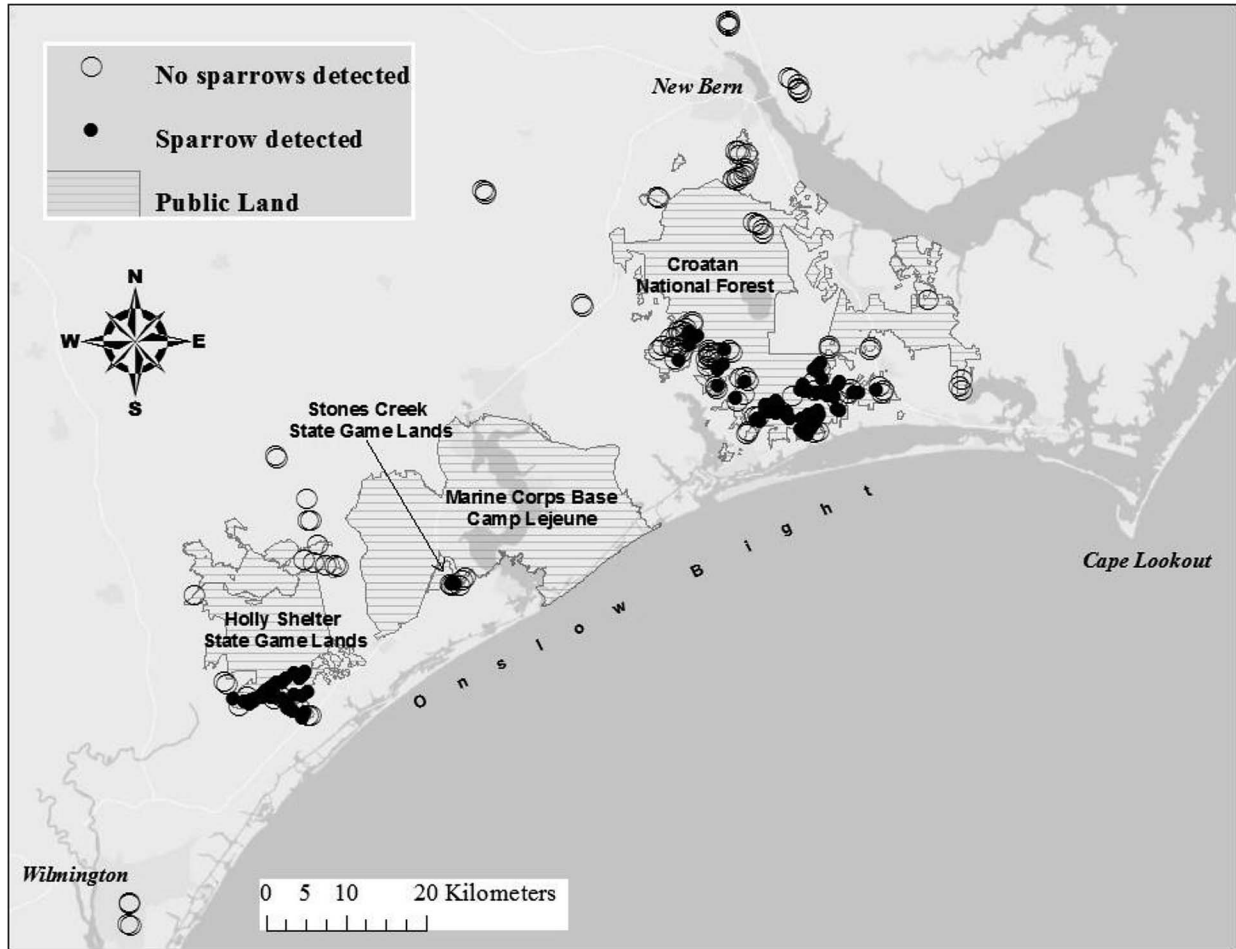 No sparrows detected
Sparrow detected
Public Land
New Bern
N
W E
S
Croatan
National Forest
Stones Creek
State Game Lands
Marine Corps Base
Camp Lejeune
Holly Shelter
State Game Lands
Onslow Bight
Cape Lookout
Wilmington
0 5 10 20 Kilometers